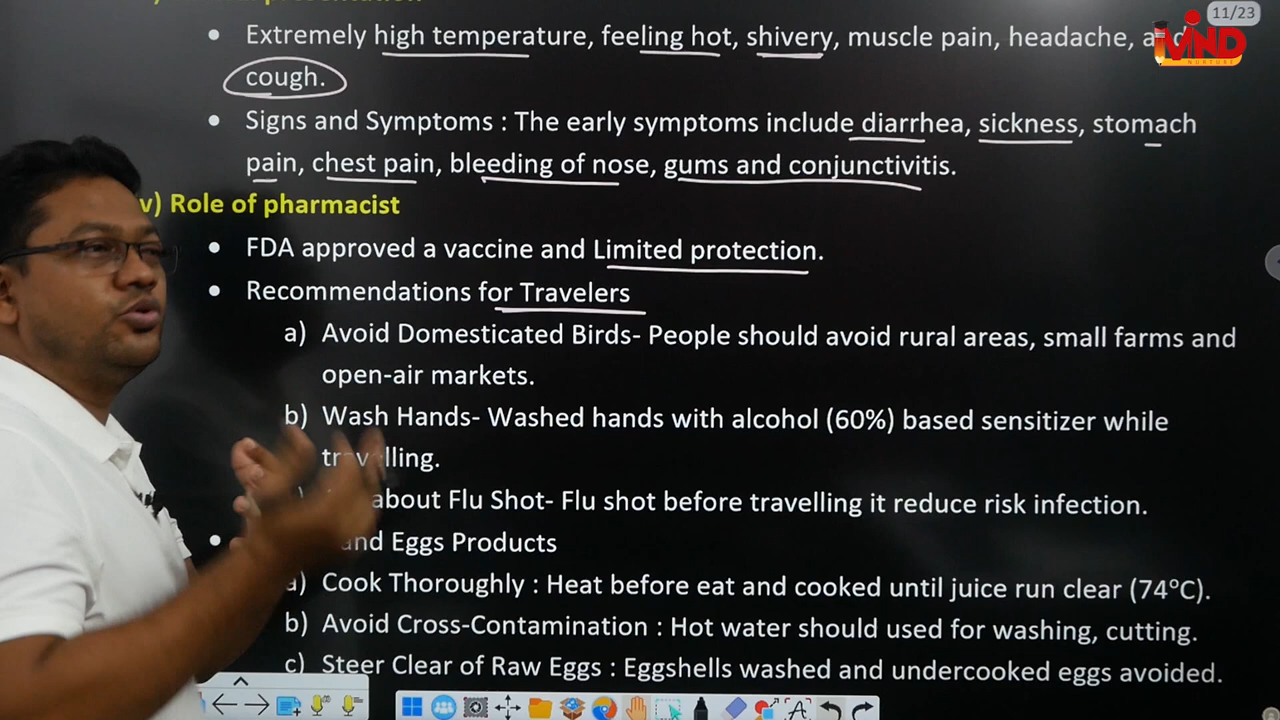 11/23
MIND
NURTURE
Extremely high temperature, feeling hot, shivery, muscle pain, headache, and
cough.
Signs and Symptoms : The early symptoms include diarrhea, sickness, stomach
pain, chest pain, bleeding of nose, gums and conjunctivitis.
v) Role of pharmacist
FDA approved a vaccine and Limited protection.
Recommendations for Travelers
a) Avoid Domesticated Birds- People should avoid rural areas, small farms and
open-air markets.
b) Wash Hands- Washed hands with alcohol (60%) based sensitizer while
travelling.
about Flu Shot- Flu shot before travelling it reduce risk infection.
and Eggs Products
a) Cook Thoroughly : Heat before eat and cooked until juice run clear (74°C).
b) Avoid Cross-Contamination : Hot water should used for washing, cutting.
c) Steer Clear of Raw Eggs : Eggshells washed and undercooked eggs avoided.